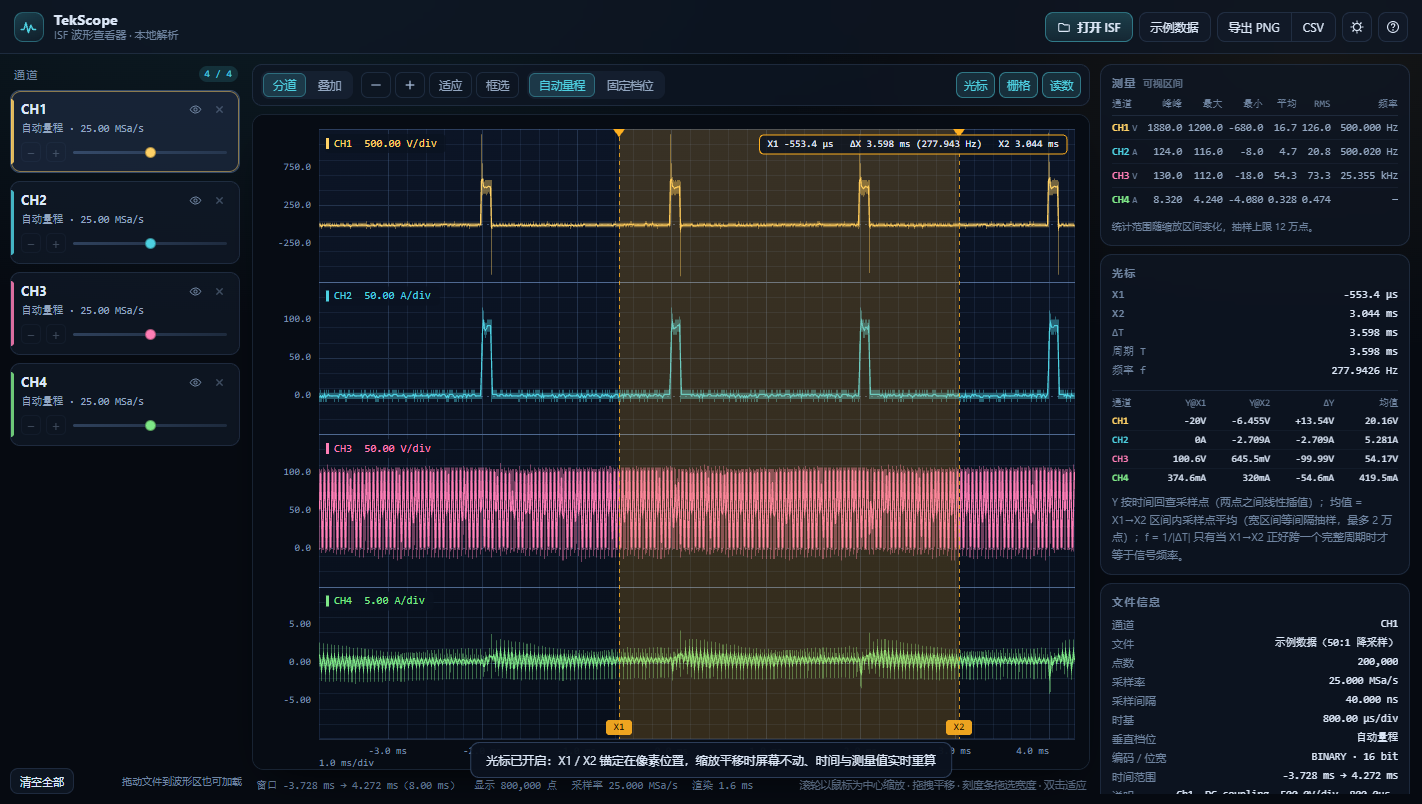 TekScope
ISF 波形查看器 · 本地解析
打开 ISF
示例数据
导出 PNG
CSV
通道
4 / 4
CH1
自动量程 · 25.00 MSa/s
CH2
自动量程 · 25.00 MSa/s
CH3
自动量程 · 25.00 MSa/s
CH4
自动量程 · 25.00 MSa/s
清空全部
拖动文件到波形区也可加载
分道 叠加 − + 适应 框选 自动量程 固定档位 光标 栅格 读数
CH1 500.00 V/div
X1 -553.4 µs ΔX 3.598 ms (277.943 Hz) X2 3.044 ms
750.0
250.0
-250.0
CH2 50.00 A/div
100.0
50.0
0.0
CH3 50.00 V/div
100.0
50.0
0.0
CH4 5.00 A/div
5.00
0.00
-5.00
X1
X2
-3.0 ms
4.0 ms
1.0 ms/div
光标已开启：X1 / X2 锚定在像素位置，缩放平移时屏幕不动、时间与测量值实时重算
窗口 -3.728 ms → 4.272 ms (8.00 ms) 显示 800,000 点 采样率 25.000 MSa/s 渲染 1.6 ms
滚轮以鼠标为中心缩放 · 拖拽平移 · 刻度条拖选宽度 · 双击适应
测量 可视区间
通道 峰峰 最大 最小 平均 RMS 频率
CH1 V 1880.0 1200.0 -680.0 16.7 126.0 500.000 Hz
CH2 A 124.0 116.0 -8.0 4.7 20.8 500.020 Hz
CH3 V 130.0 112.0 -18.0 54.3 73.3 25.355 kHz
CH4 A 8.320 4.240 -4.080 0.328 0.474 —
统计范围随缩放区间变化，抽样上限 12 万点。
光标
X1 -553.4 µs
X2 3.044 ms
ΔT 3.598 ms
周期 T 3.598 ms
频率 f 277.9426 Hz
通道 Y@X1 Y@X2 ΔY 均值
CH1 -20V -6.455V +13.54V 20.16V
CH2 0A -2.709A -2.709A 5.281A
CH3 100.6V 645.5mV -99.99V 54.17V
CH4 374.6mA 320mA -54.6mA 419.5mA
Y 按时间回查采样点（两点之间线性插值）；均值 =
X1→X2 区间内采样点平均（宽区间等间隔抽样，最多 2 万
点）；f = 1/|ΔT| 只有当 X1→X2 正好跨一个完整周期时才
等于信号频率。
文件信息
通道 CH1
文件 示例数据（50:1 降采样）
点数 200,000
采样率 25.000 MSa/s
采样间隔 40.000 ns
时基 800.00 µs/div
垂直档位 自动量程
编码 / 位宽 BINARY · 16 bit
时间范围 -3.728 ms → 4.272 ms